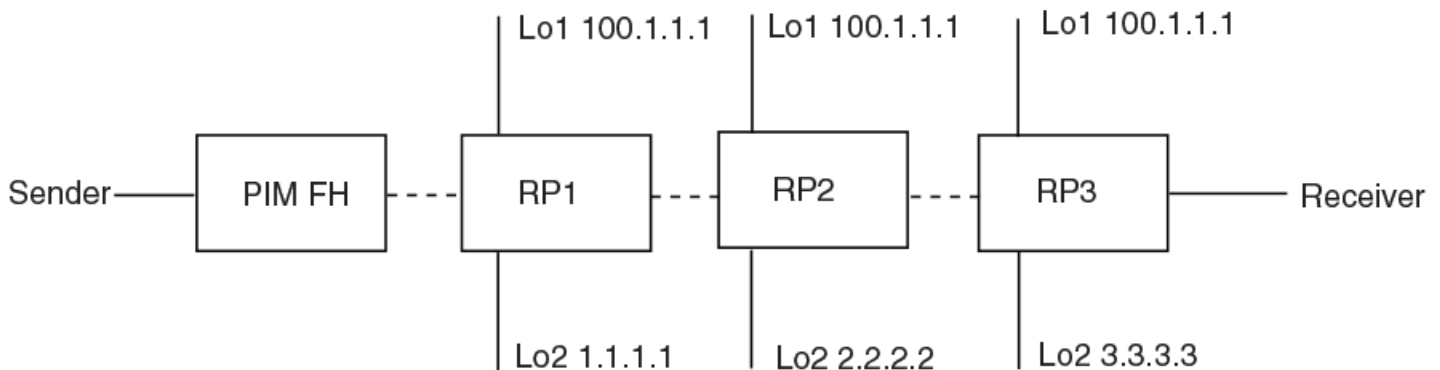 Lo1 100.1.1.1
Lo1 100.1.1.1
Lo1 100.1.1.1
Sender
PIM FH
RP1
RP2
RP3
Receiver
Lo2 1.1.1.1
Lo2 2.2.2.2
Lo2 3.3.3.3